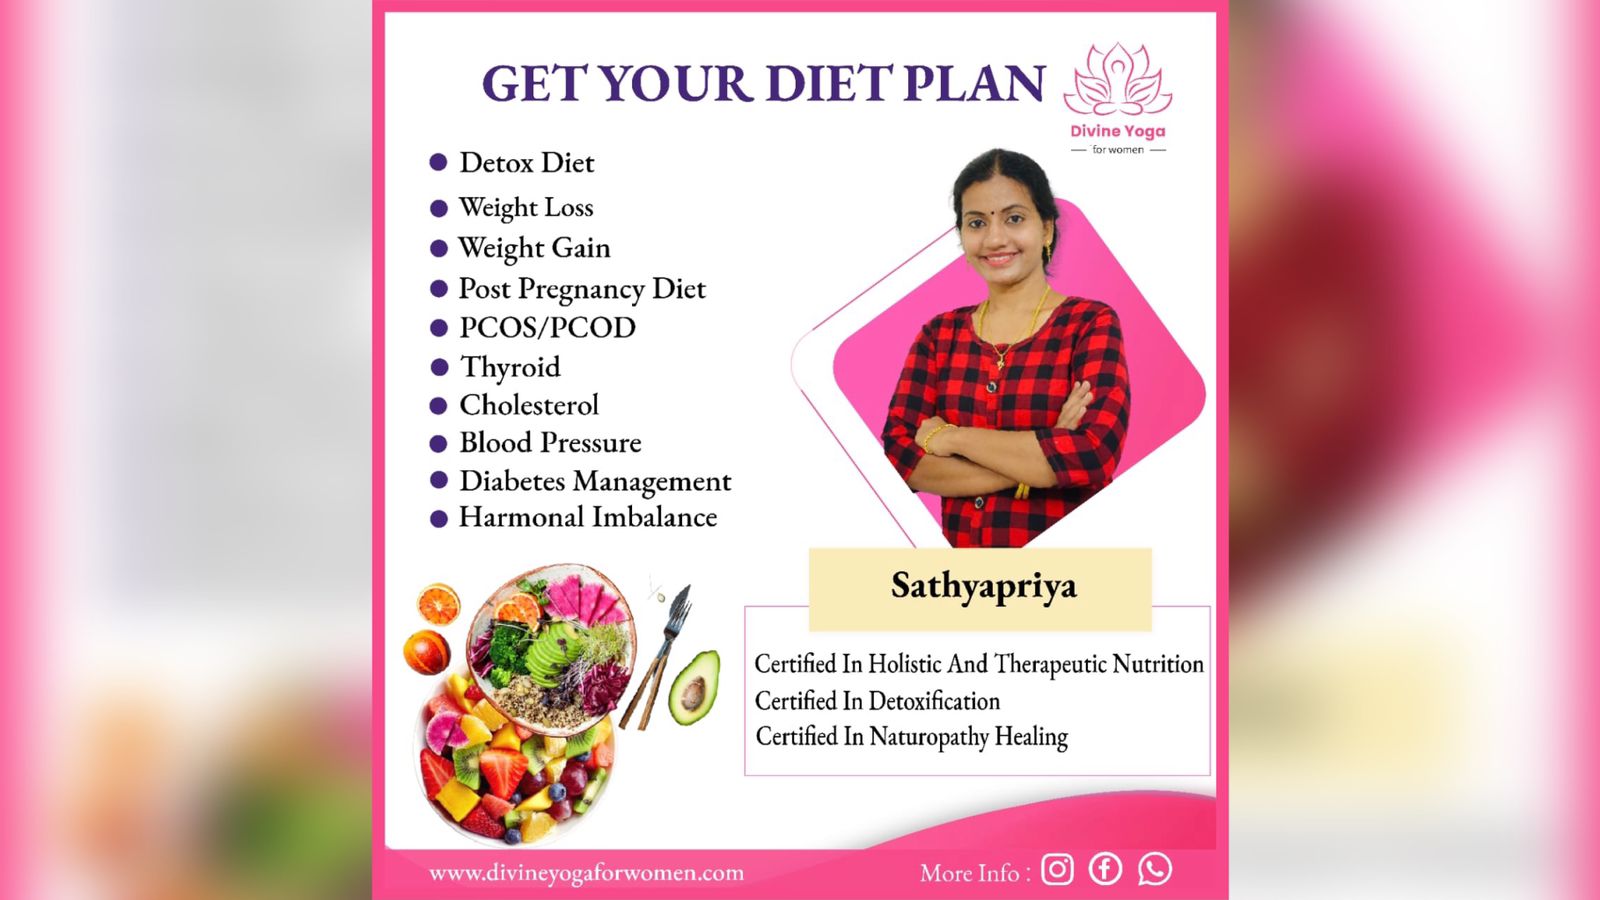 GET YOUR DIET PLAN
Divine Yoga
for women
Detox Diet
Weight Loss
Weight Gain
Post Pregnancy Diet
PCOS/PCOD
Thyroid
Cholesterol
Blood Pressure
Diabetes Management
Harmonal Imbalance
Sathyapriya
Certified In Holistic And Therapeutic Nutrition
Certified In Detoxification
Certified In Naturopathy Healing
www.divineyogaforwomen.com
More Info :